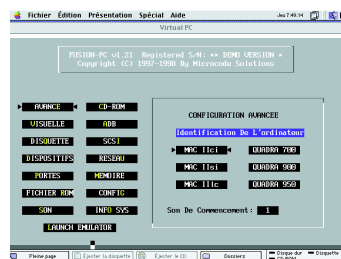 Fichier Édition Présentation Spécial Aide
Jeu 7:49:14
Virtual PC
FUSION-PC v1.21 Registered S/N: ** DEMO VERSION *
Copyright (C) 1997-1998 By Microcode Solutions
AVANCE
CD-ROM
VISUELLE
ADB
DISQUETTE
SCSI
DISPOSITIFS
RESEAU
PORTES
MEMOIRE
FICHIER ROM
CONFIG
SON
INFO SYS
LAUNCH EMULATOR
CONFIGURATION AVANCEE
Identification De L'ordinateur
MAC IIci
QUADRA 700
MAC IIsi
QUADRA 900
MAC IIIc
QUADRA 950
Son De Commencement: 1
Pleine page
Éjecter la disquette
Éjecter le CD
Dossiers
Disque dur
Disquette
CD-ROM